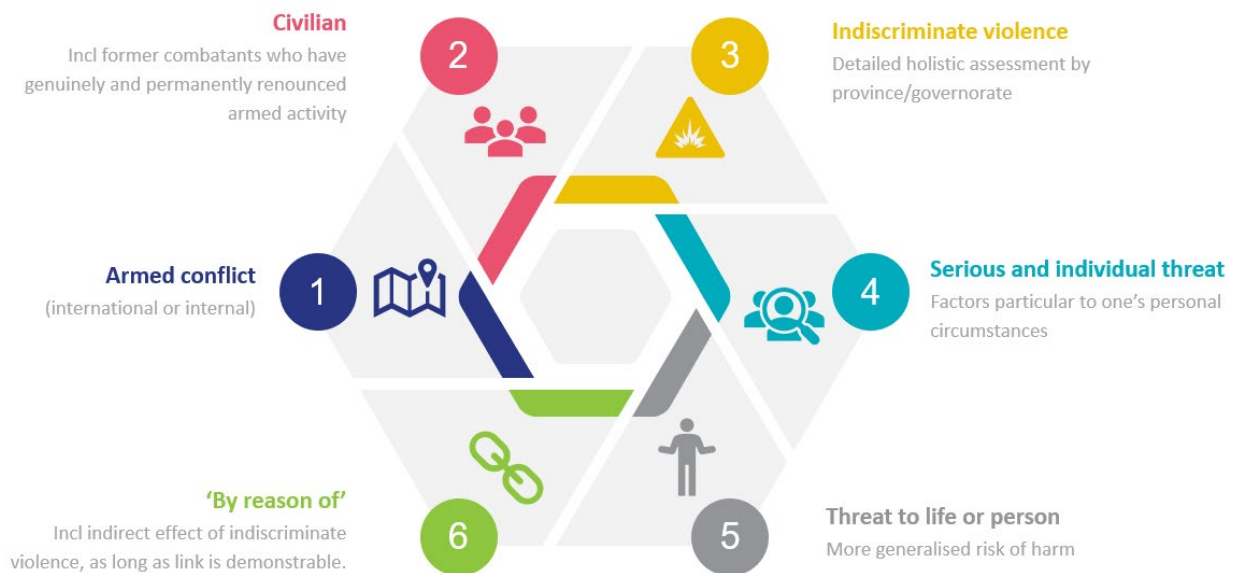 1
Armed conflict
(international or internal)
2
Civilian
Incl former combatants who have
genuinely and permanently renounced
armed activity
3
Indiscriminate violence
Detailed holistic assessment by
province/governorate
4
Serious and individual threat
Factors particular to one's personal
circumstances
5
Threat to life or person
More generalised risk of harm
6
‘By reason of’
Incl indirect effect of indiscriminate
violence, as long as link is demonstrable.